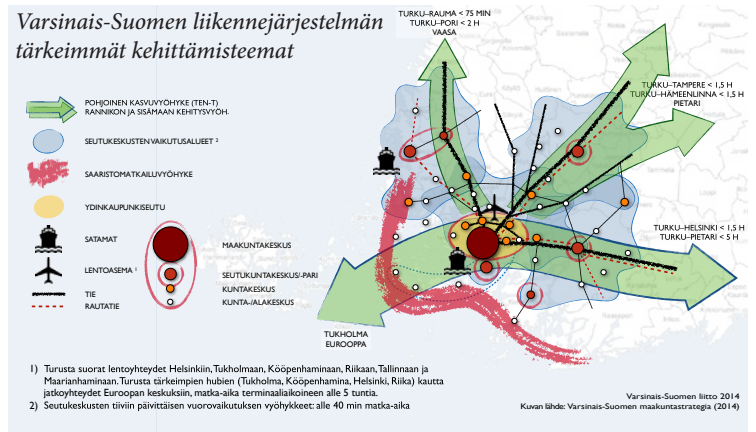 Varsinais-Suomen liikennejärjestelmän
tärkeimmät kehittämisteemat
TURKU–RAUMA < 75 MIN
TURKU–PORI < 2 H
VAASA
TURKU–TAMPERE < 1,5 H
TURKU–HÄMEENLINNA < 1,5 H
PIETARI
TURKU–HELSINKI < 1,5 H
TURKU–PIETARI < 5 H
TUKHOLMA
EUROOPPA
POHJOINEN KASVUVYÖHYKE (TEN-T)
RANNIKON JA SISÄMAAN KEHITYSVYÖH.
SEUTUKESKUSTEN VAIKUTUSALUEET 2
SAARISTOMATKAILUVYÖHYKE
YDINKAUPUNKISEUTU
SATAMAT
LENTOASEMA 1
TIE
RAUTATIE
MAAKUNTAKESKUS
SEUTUKUNTAKESKUS/-PARI
KUNTAKESKUS
KUNTA-/ALAKESKUS
1) Turusta suorat lentoyhteydet Helsinkiin, Tukholmaan, Kööpenhaminaan, Riikaan, Tallinnaan ja
Maarianhaminaan. Turusta tärkeimpien hubien (Tukholma, Kööpenhamina, Helsinki, Riika) kautta
jatkoyhteydet Euroopan keskuksiin, matka-aika terminaaliaikoineen alle 5 tuntia.
2) Seutukeskusten tiiviin päivittäisen vuorovaikutuksen vyöhykkeet: alle 40 min matka-aika
Varsinais-Suomen liitto 2014
Kuvan lähde: Varsinais-Suomen maakuntastrategia (2014)